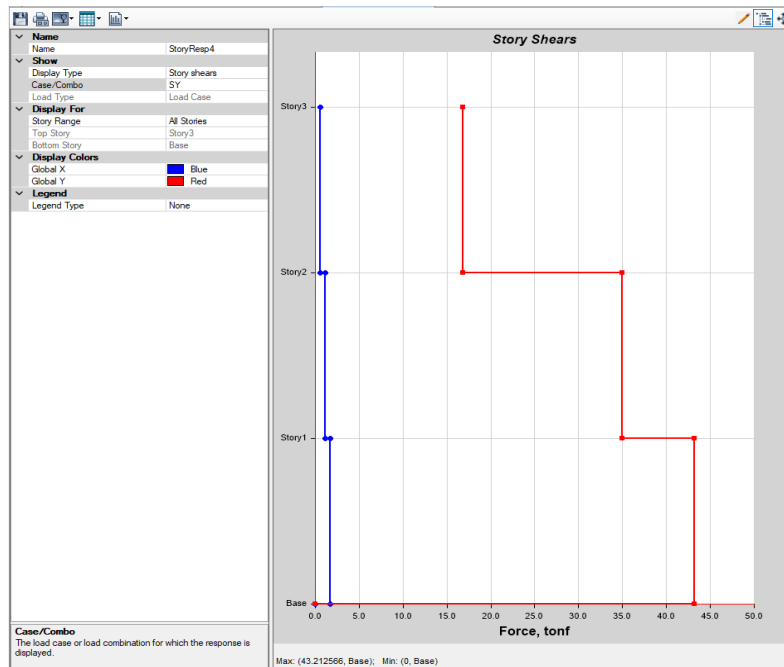 Name
Name StoryResp4
Show
Display Type Story shears
Case/Combo SY
Load Type Load Case
Display For
Story Range All Stories
Top Story Story3
Bottom Story Base
Display Colors
Global X Blue
Global Y Red
Legend
Legend Type None
Case/Combo
The load case or load combination for which the response is
displayed.
Story Shears
Story3
Story2
Story1
Base
0.0 5.0 10.0 15.0 20.0 25.0 30.0 35.0 40.0 45.0 50.0
Force, tonf
Max: (43.212566, Base); Min: (0, Base)